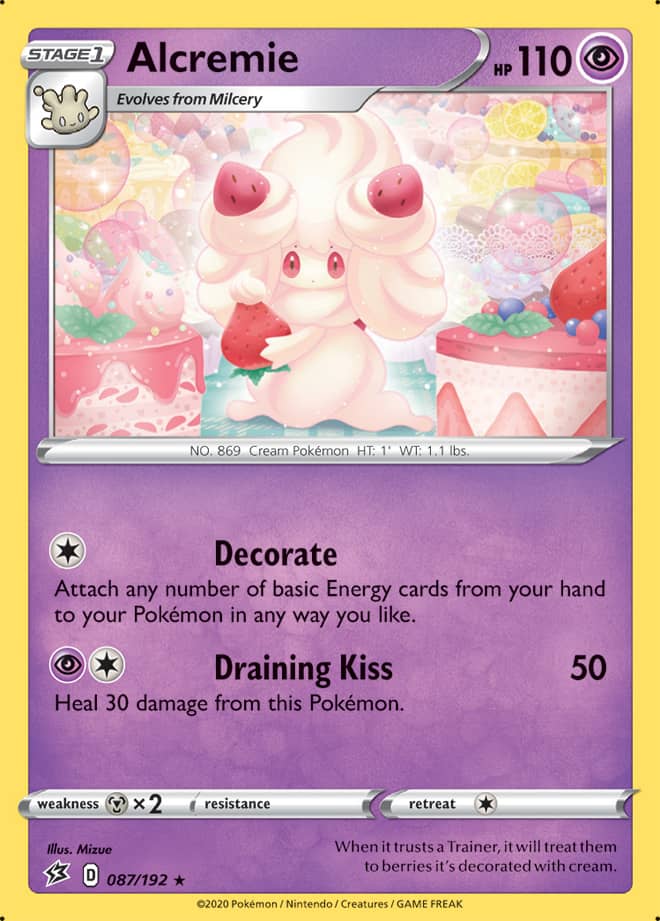 STAGE1
Alcremie
HP 110
Evolves from Milcery
NO. 869 Cream Pokémon HT: 1' WT: 1.1 lbs.
Decorate
Attach any number of basic Energy cards from your hand
to your Pokémon in any way you like.
Draining Kiss 50
Heal 30 damage from this Pokémon.
weakness ×2 resistance retreat
Illus. Mizue
When it trusts a Trainer, it will treat them
to berries it's decorated with cream.
D 087/192 ★
©2020 Pokémon / Nintendo / Creatures / GAME FREAK